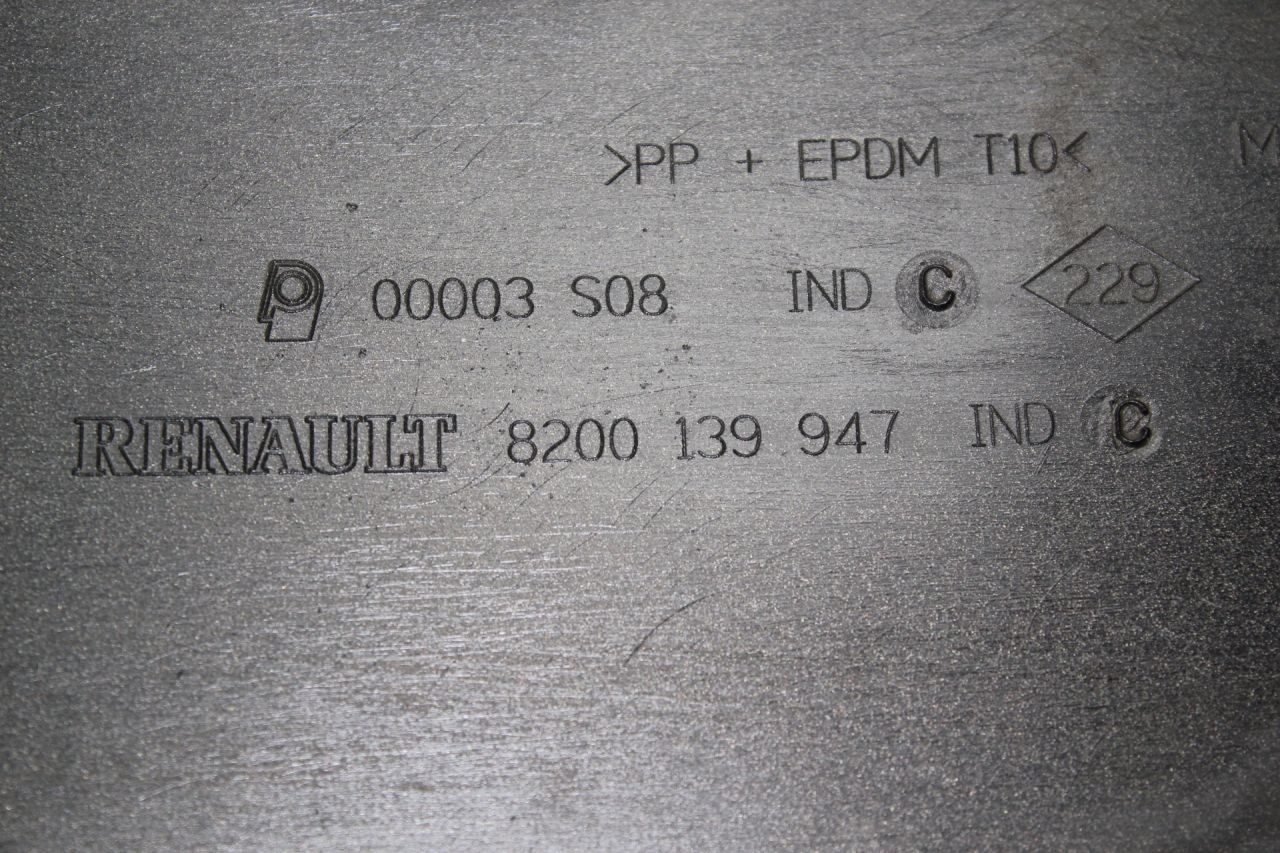 >PP + EPDM T10< M
00003 S08 IND C 229
RENAULT 8200 139 947 IND C